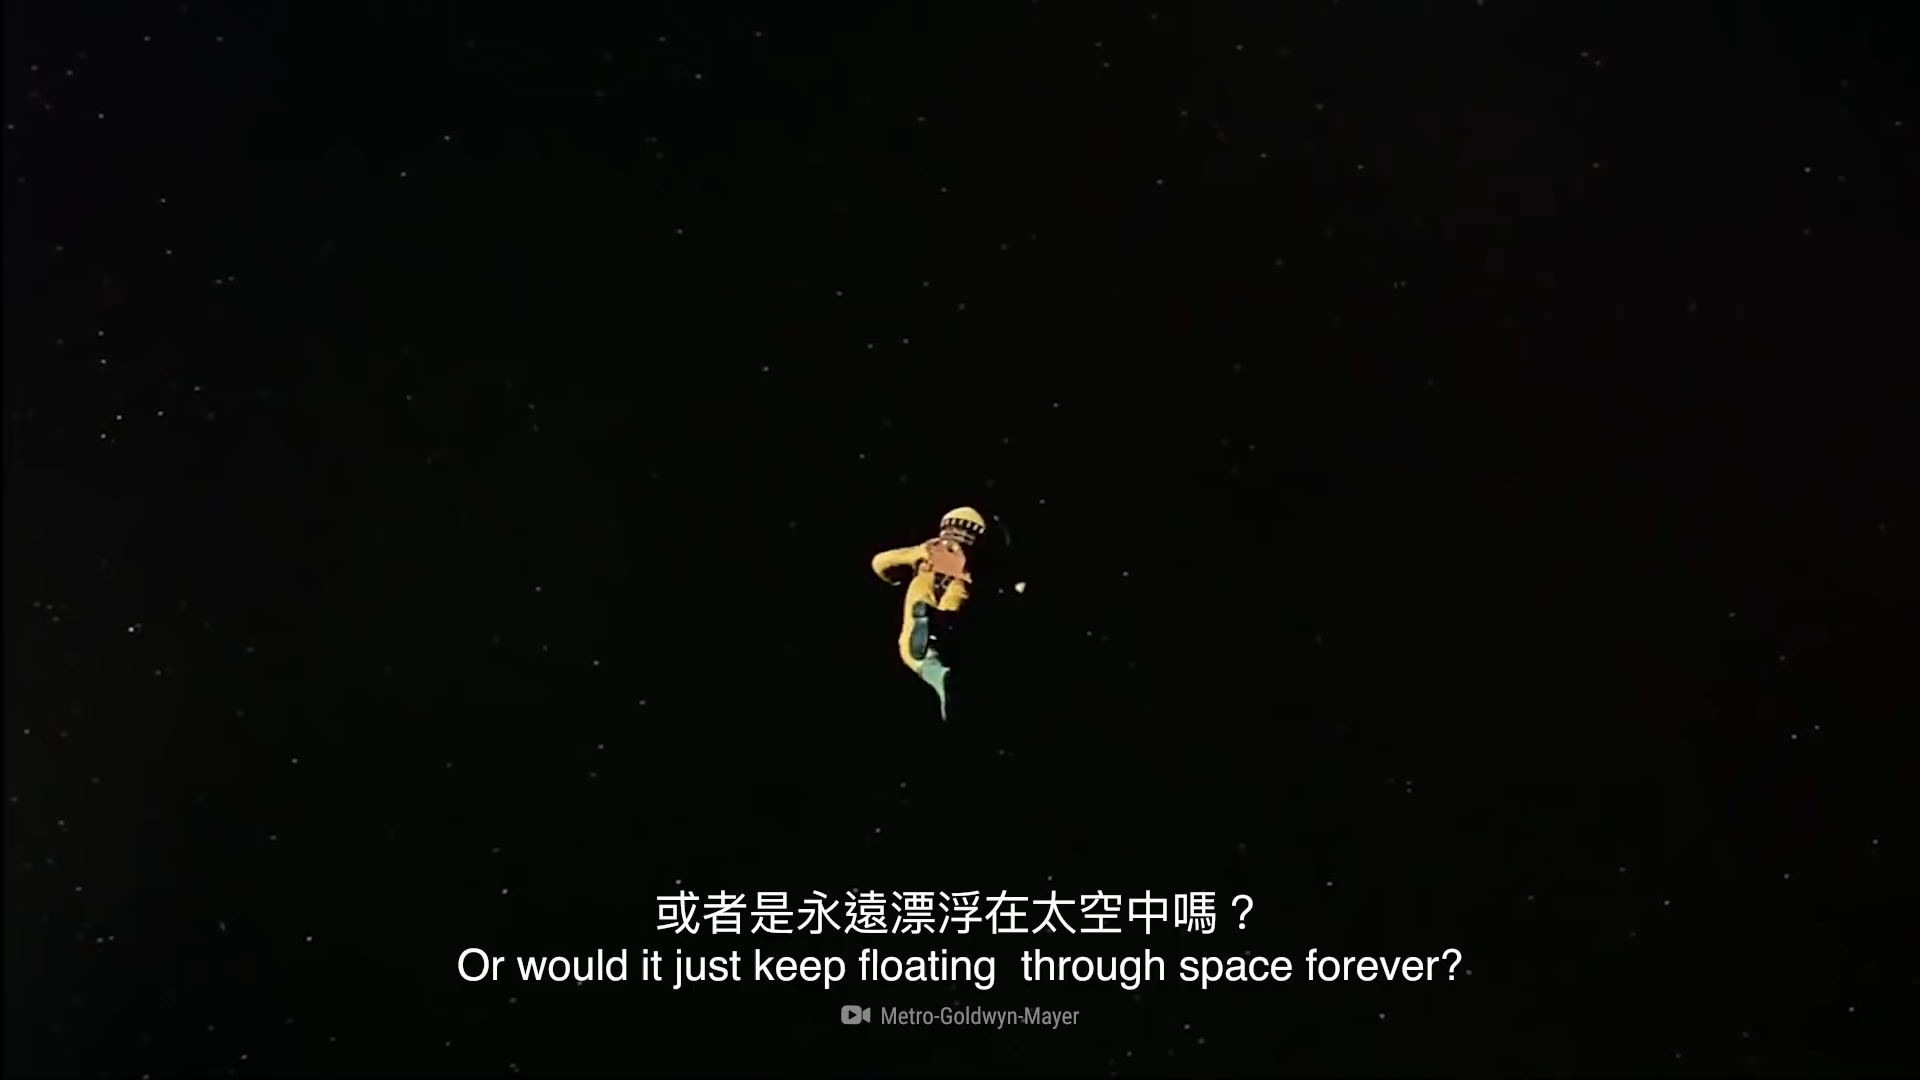 或者是永遠漂浮在太空中嗎？
Or would it just keep floating  through space forever?
Metro-Goldwyn-Mayer